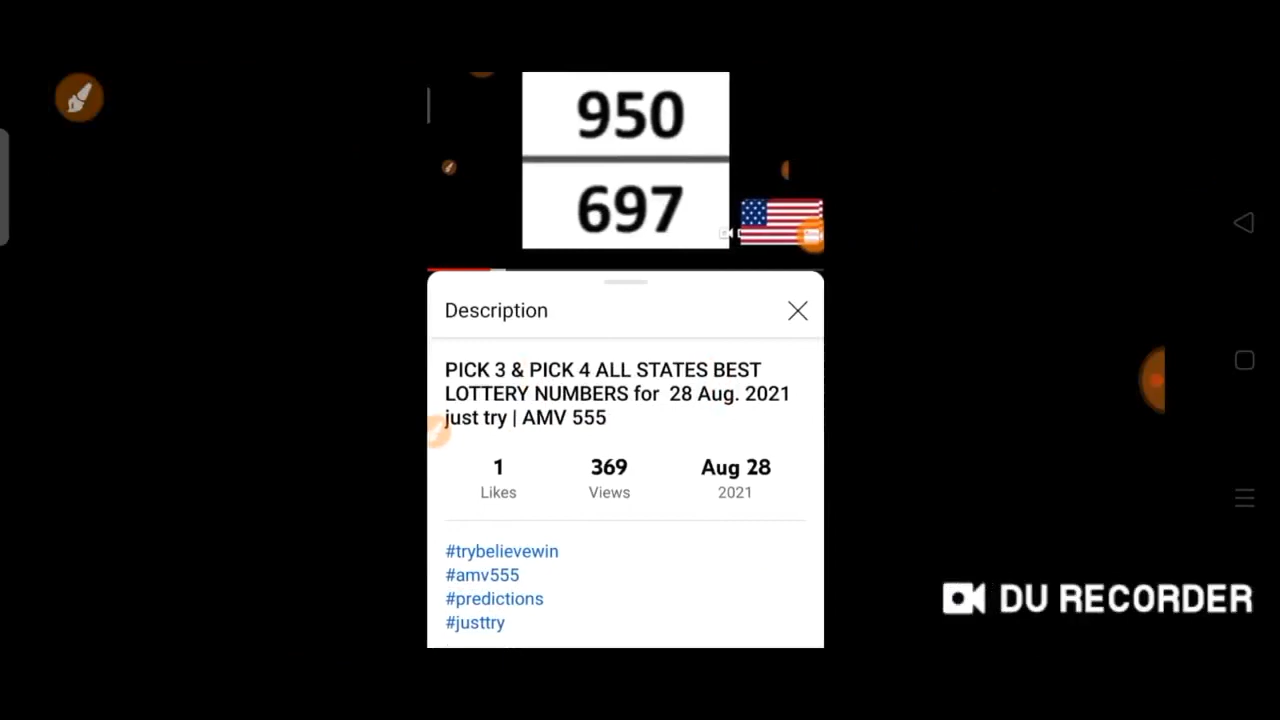 950
697
Description
PICK 3 & PICK 4 ALL STATES BEST
LOTTERY NUMBERS for 28 Aug. 2021
just try | AMV 555
1
369
Aug 28
Likes
Views
2021
#trybelievewin
#amv555
#predictions
#justtry
DU RECORDER